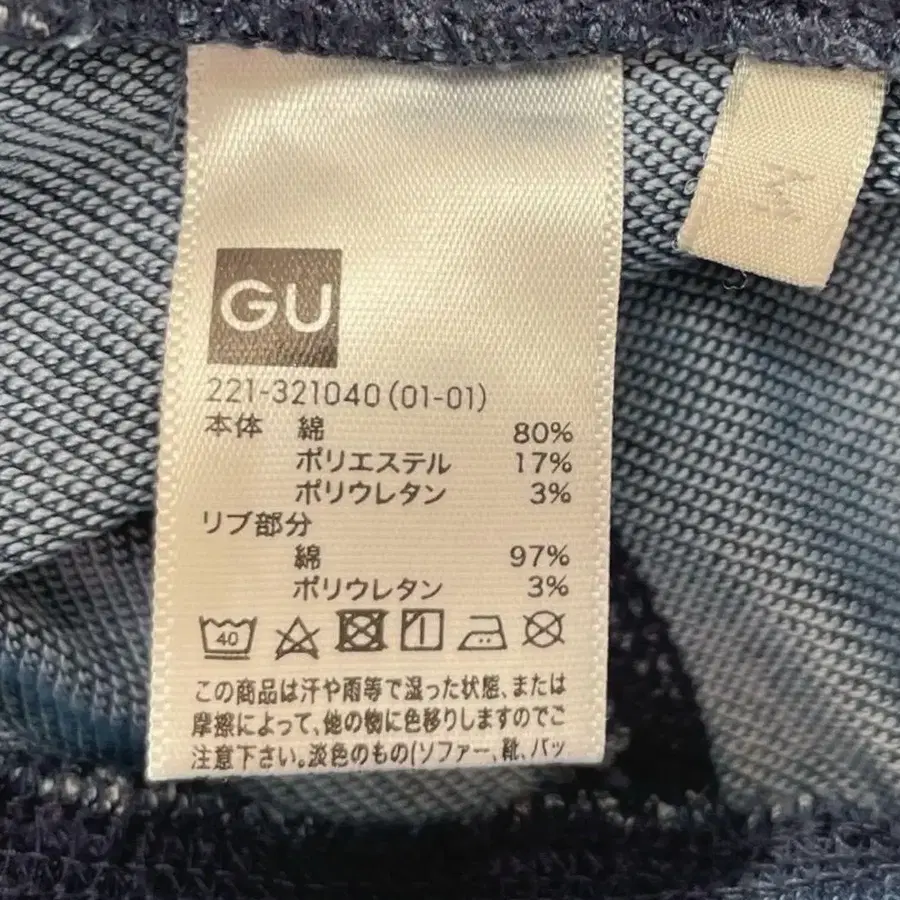 M
GU
221-321040(01-01)
本体 綿 80%
ポリエステル 17%
ポリウレタン 3%
リブ部分
綿 97%
ポリウレタン 3%
40
この商品は汗や雨等で湿った状態、または
摩擦によって、他の物に色移りしますのでご
注意下さい。淡色のもの(ソファー、靴、バッ